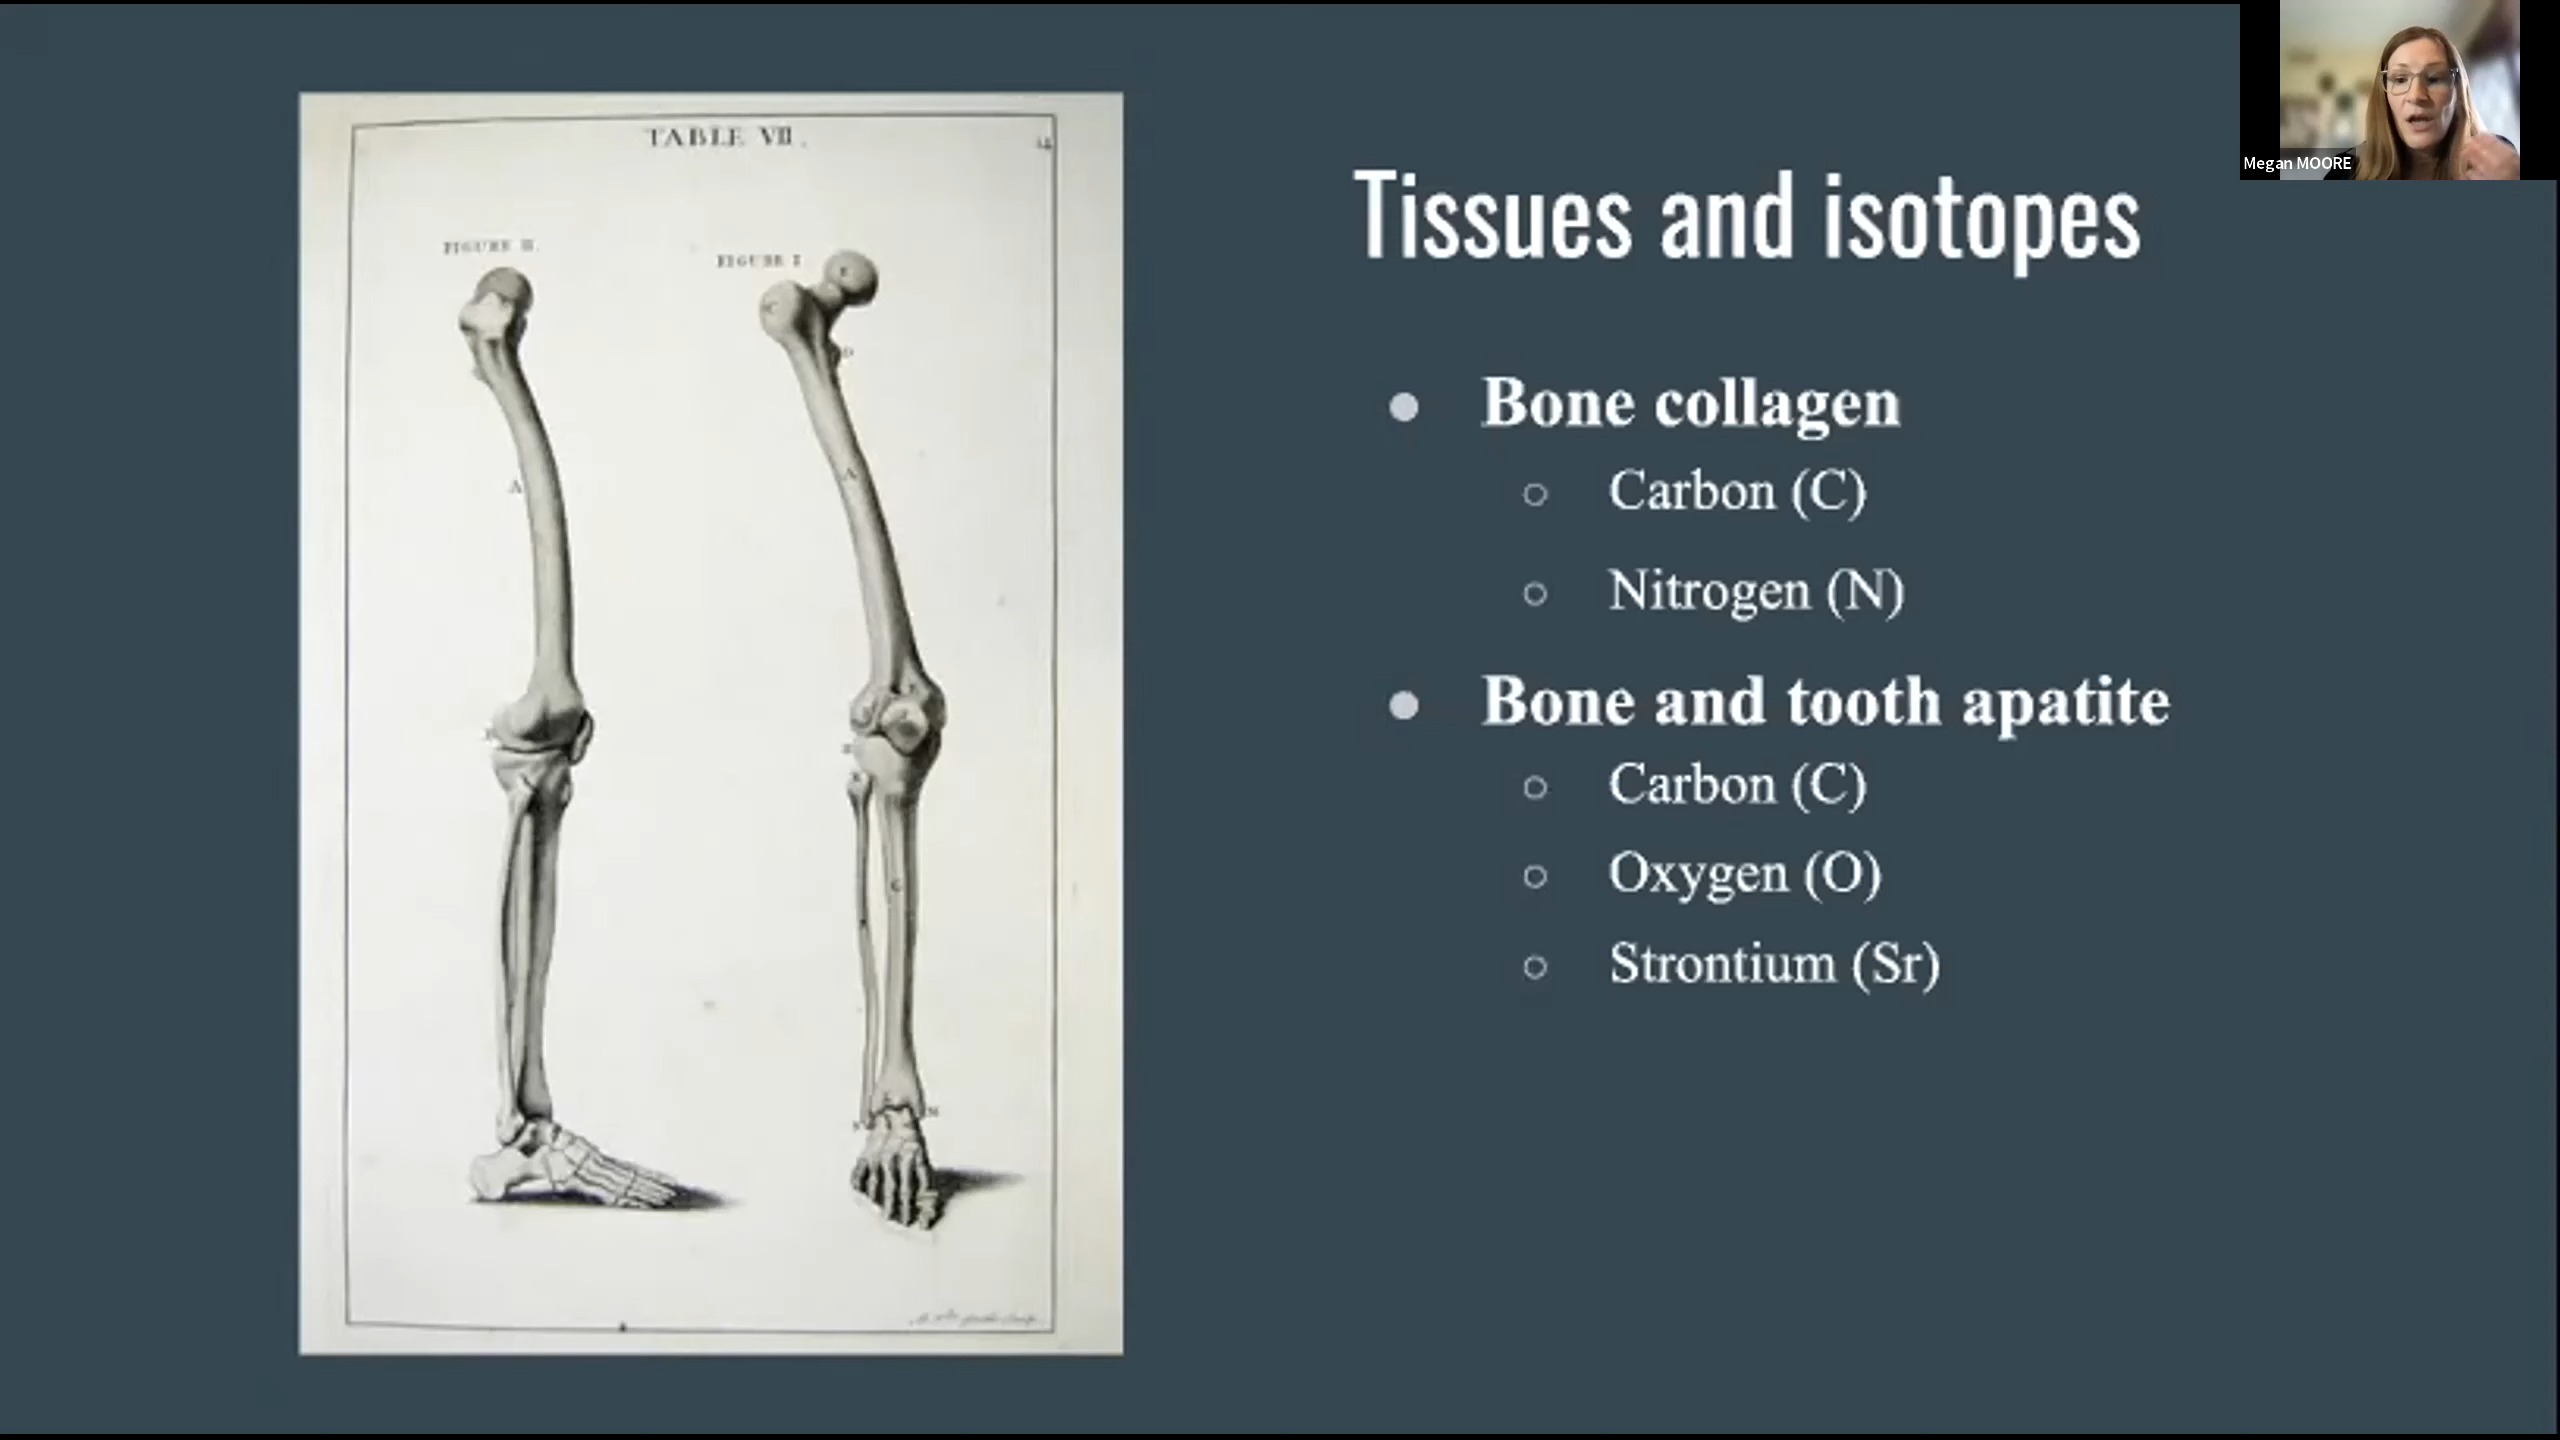 TABLE VII.
FIGURE II.
FIGURE I
A
A
Megan MOORE
Tissues and isotopes
Bone collagen
Carbon (C)
Nitrogen (N)
Bone and tooth apatite
Carbon (C)
Oxygen (O)
Strontium (Sr)